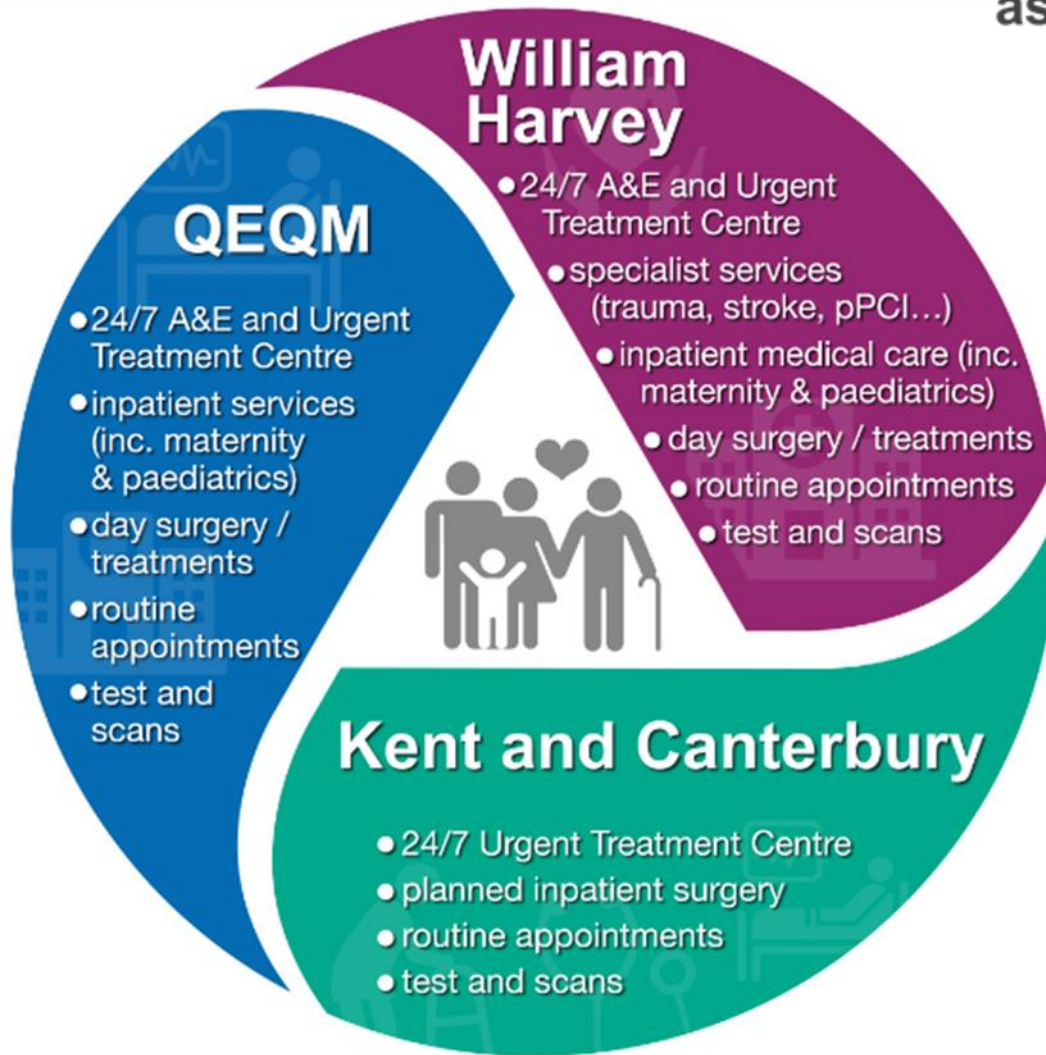 as
William
Harvey
•24/7 A&E and Urgent
Treatment Centre
•specialist services
(trauma, stroke, pPCI...)
•inpatient medical care (inc.
maternity & paediatrics)
•day surgery / treatments
•routine appointments
•test and scans
QEQM
•24/7 A&E and Urgent
Treatment Centre
•inpatient services
(inc. maternity
& paediatrics)
•day surgery /
treatments
•routine
appointments
•test and
scans
Kent and Canterbury
•24/7 Urgent Treatment Centre
•planned inpatient surgery
•routine appointments
•test and scans